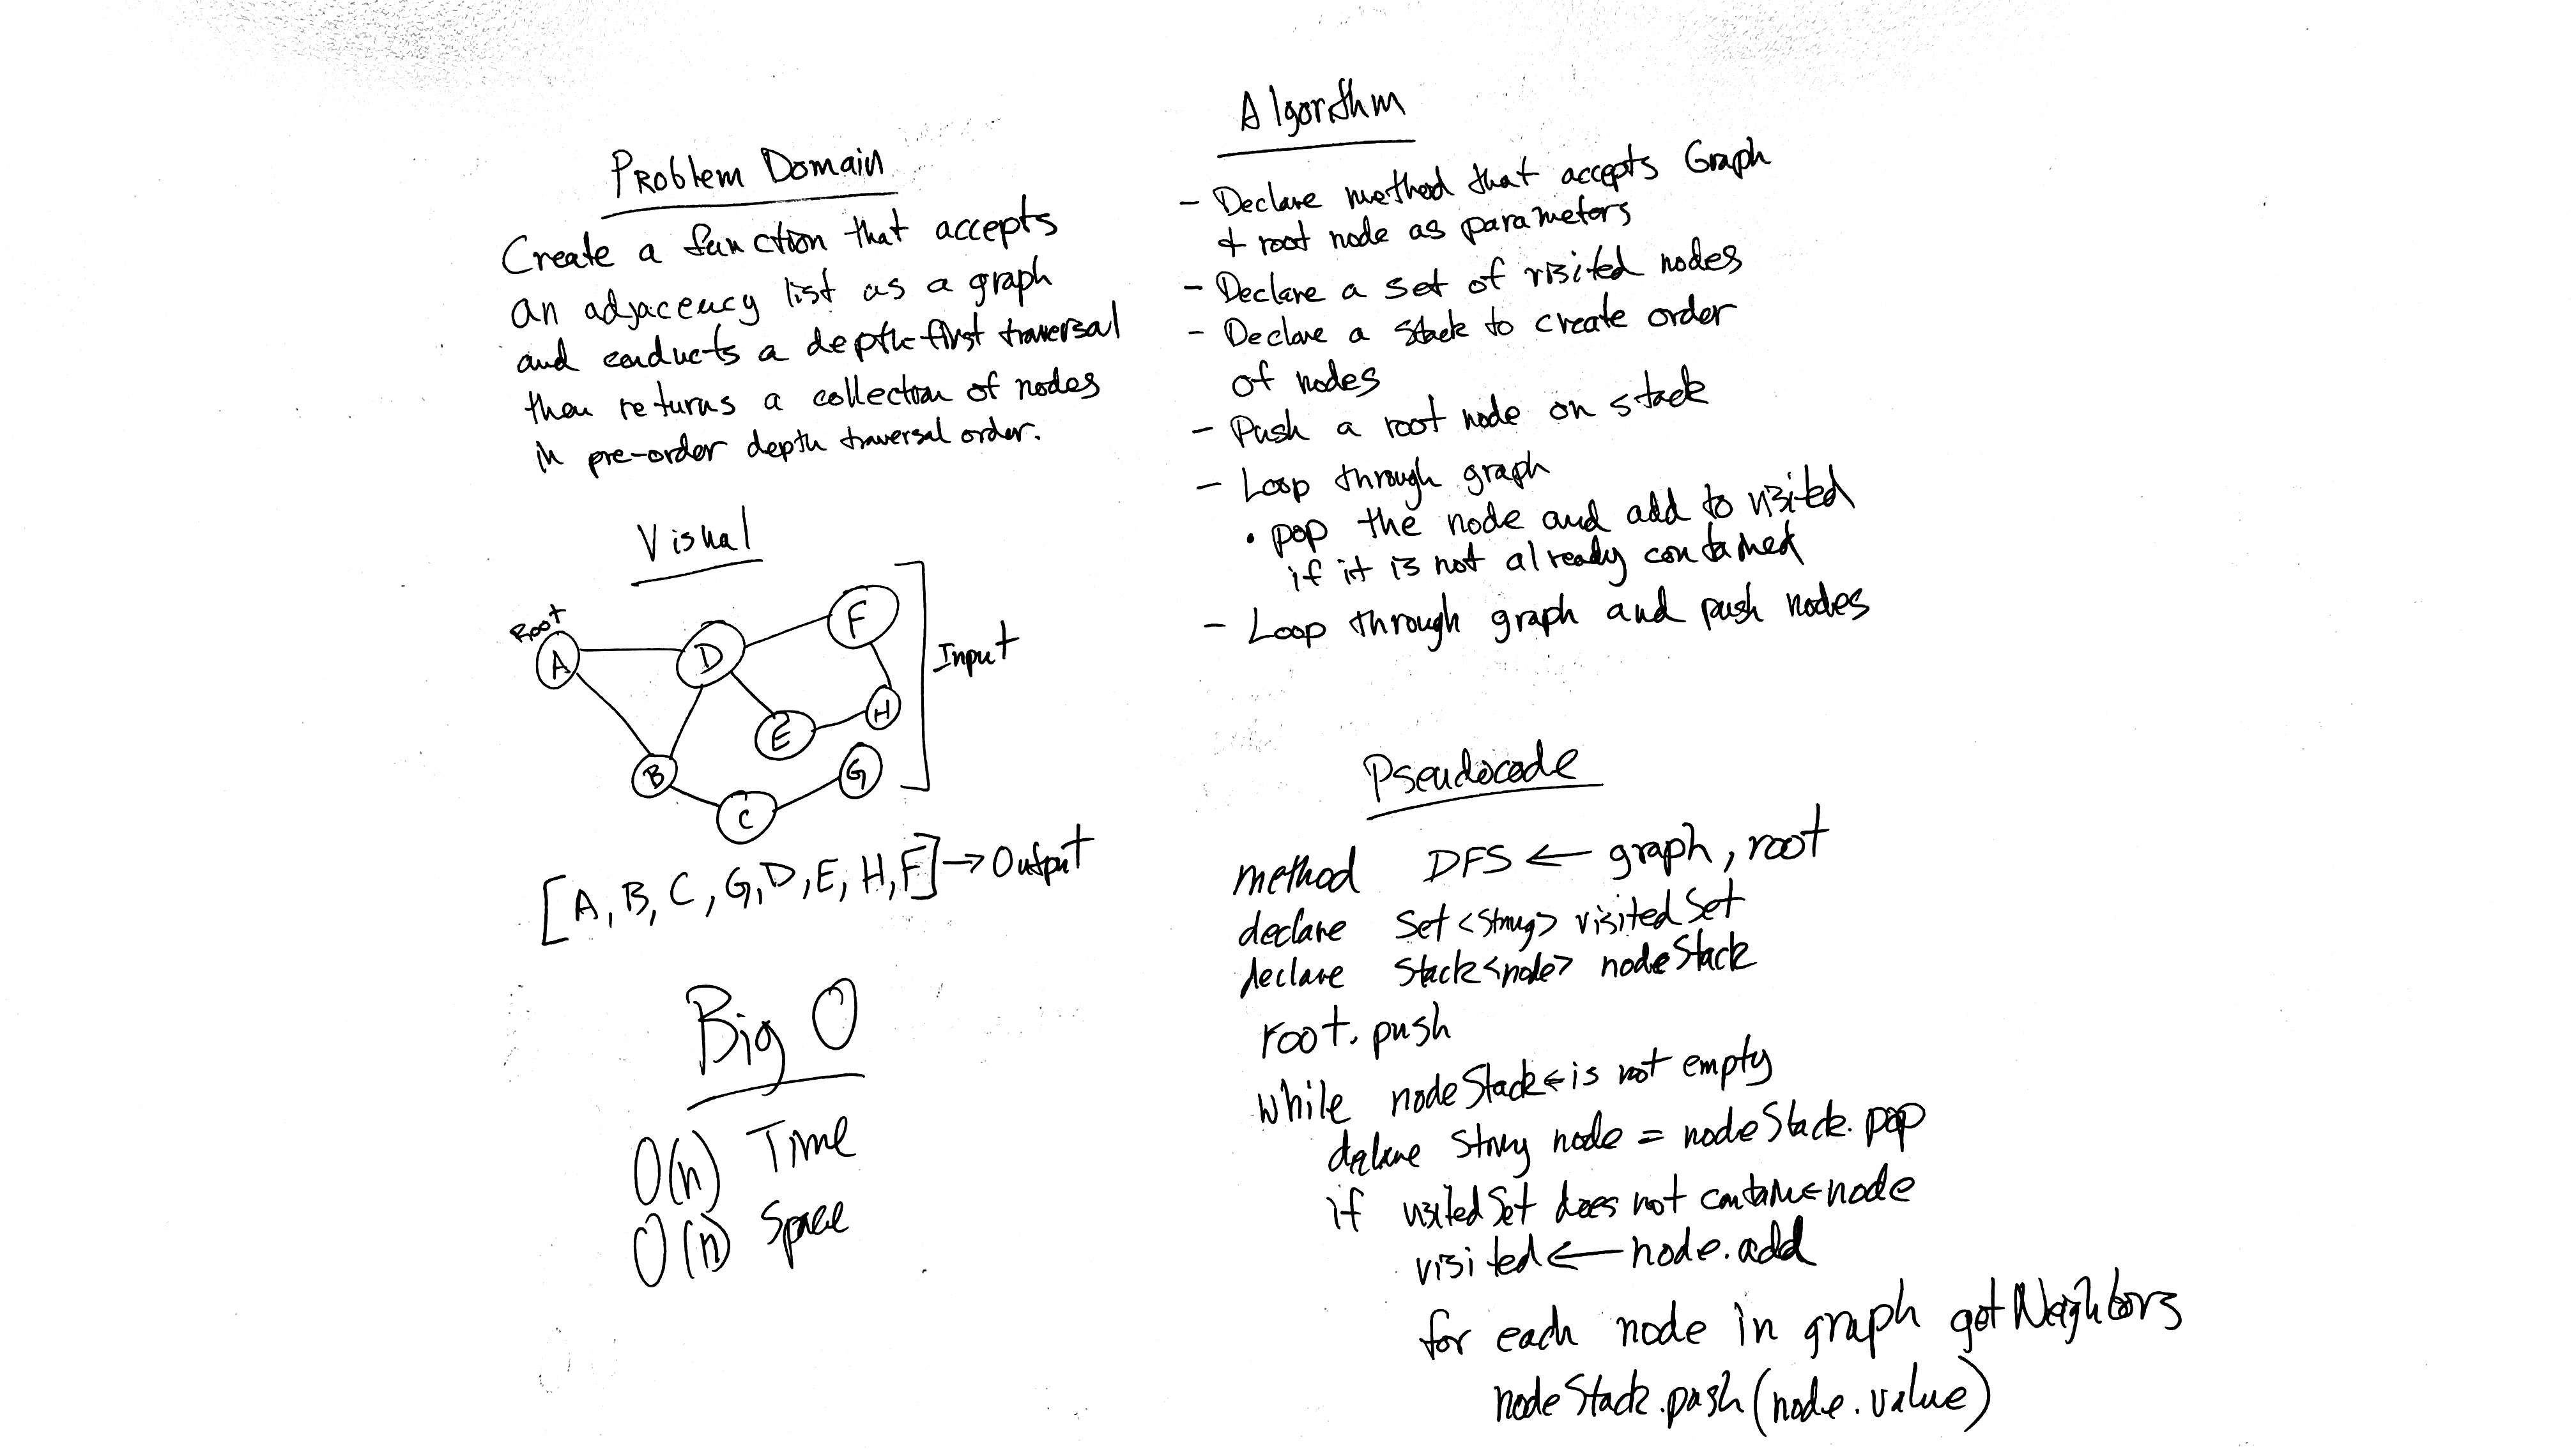 Problem Domain
Create a function that accepts
an adjacency list as a graph
and conducts a depth-first traversal
then returns a collection of nodes
in pre-order depth traversal order.
Visual
Root
A
D
F
H
E
B
C
G
Input
[A, B, C, G, D, E, H, F] → Output
Big O
O(n) Time
O(n) Space
Algorithm
- Declare method that accepts Graph
+ root node as parameters
- Declare a set of visited nodes
- Declare a stack to create order
of nodes
- Push a root node on stack
- Loop through graph
• pop the node and add to visited
if it is not already contained
- Loop through graph and push nodes
Pseudocode
method DFS ← graph, root
declare Set<String> visitedSet
declare Stack<node> nodeStack
root.push
while nodeStack ← is not empty
declare String node = nodeStack.pop
if visitedSet does not contain ← node
visited ← node.add
for each node in graph getNeighbors
nodeStack.push(node.value)